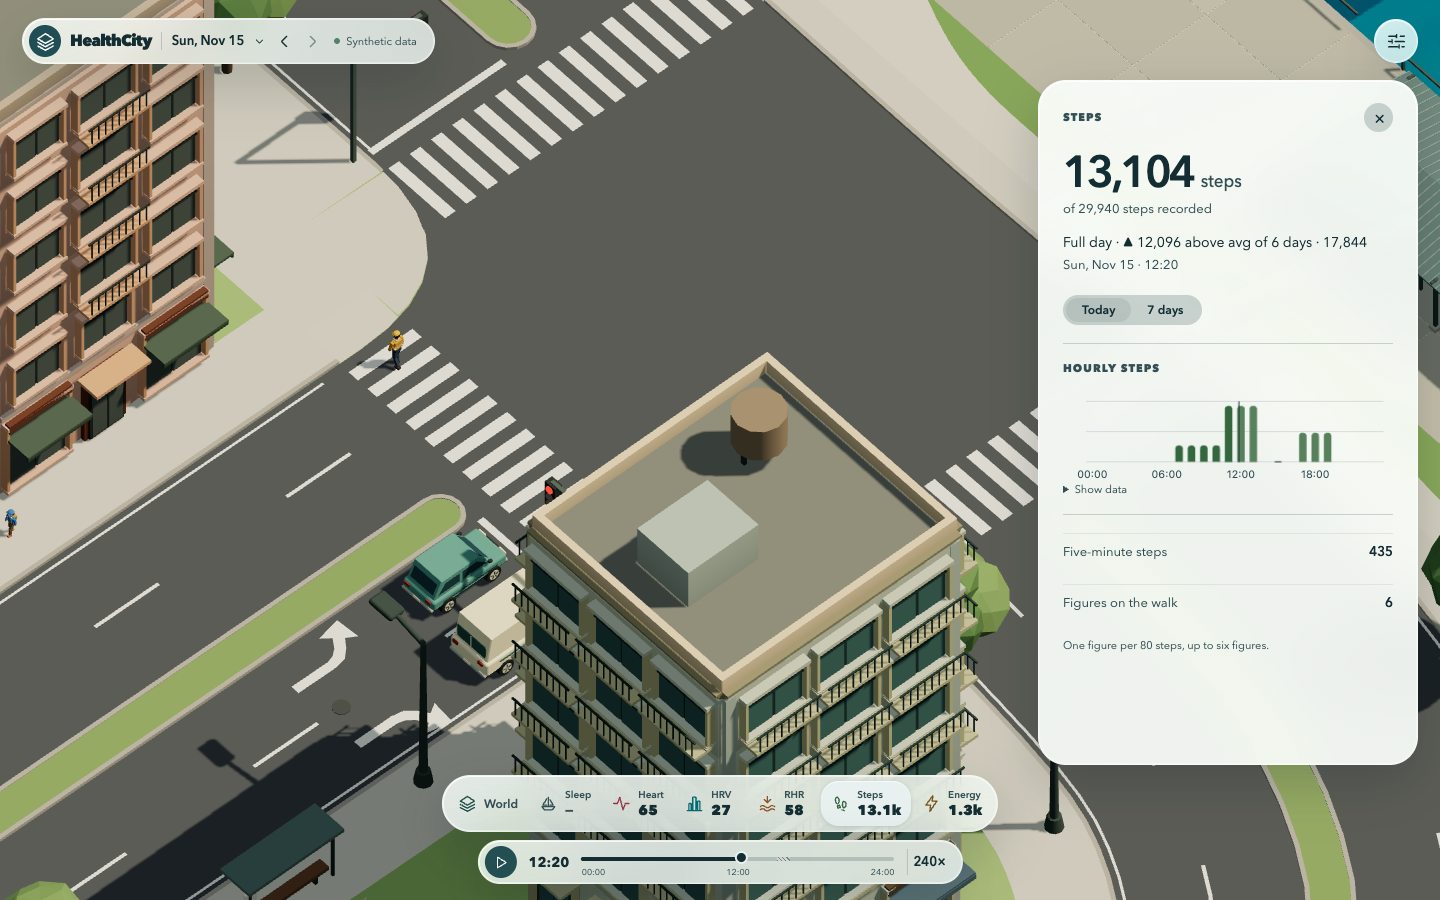 HealthCity
Sun, Nov 15
Synthetic data
STEPS
13,104 steps
of 29,940 steps recorded
Full day · ▲ 12,096 above avg of 6 days · 17,844
Sun, Nov 15 · 12:20
Today
7 days
HOURLY STEPS
00:00 06:00 12:00 18:00
Show data
Five-minute steps 435
Figures on the walk 6
One figure per 80 steps, up to six figures.
World
Sleep
–
Heart
65
HRV
27
RHR
58
Steps
13.1k
Energy
1.3k
12:20
00:00 12:00 24:00
240×